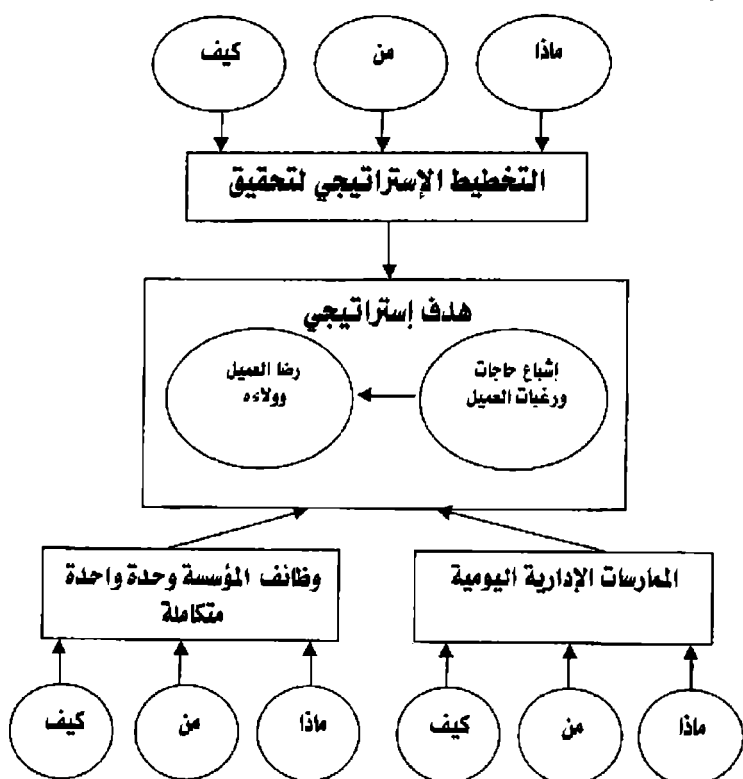 ماذا
من
كيف
التخطيط الإستراتيجي لتحقيق
هدف إستراتيجي
إشباع حاجات
ورغبات العميل
رضا العميل
وولاءه
الممارسات الإدارية اليومية
وظائف المؤسسة وحدة واحدة
متكاملة
ماذا
من
كيف
ماذا
من
كيف